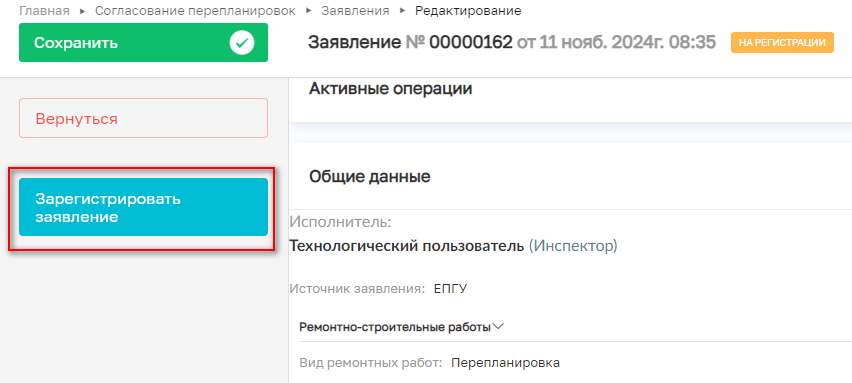 Главная ▸ Согласование перепланировок ▸ Заявления ▸ Редактирование
Сохранить
Заявление № 00000162 от 11 нояб. 2024г. 08:35
НА РЕГИСТРАЦИИ
Активные операции
Вернуться
Общие данные
Зарегистрировать
заявление
Исполнитель:
Технологический пользователь (Инспектор)
Источник заявления: ЕПГУ
Ремонтно-строительные работы
Вид ремонтных работ: Перепланировка